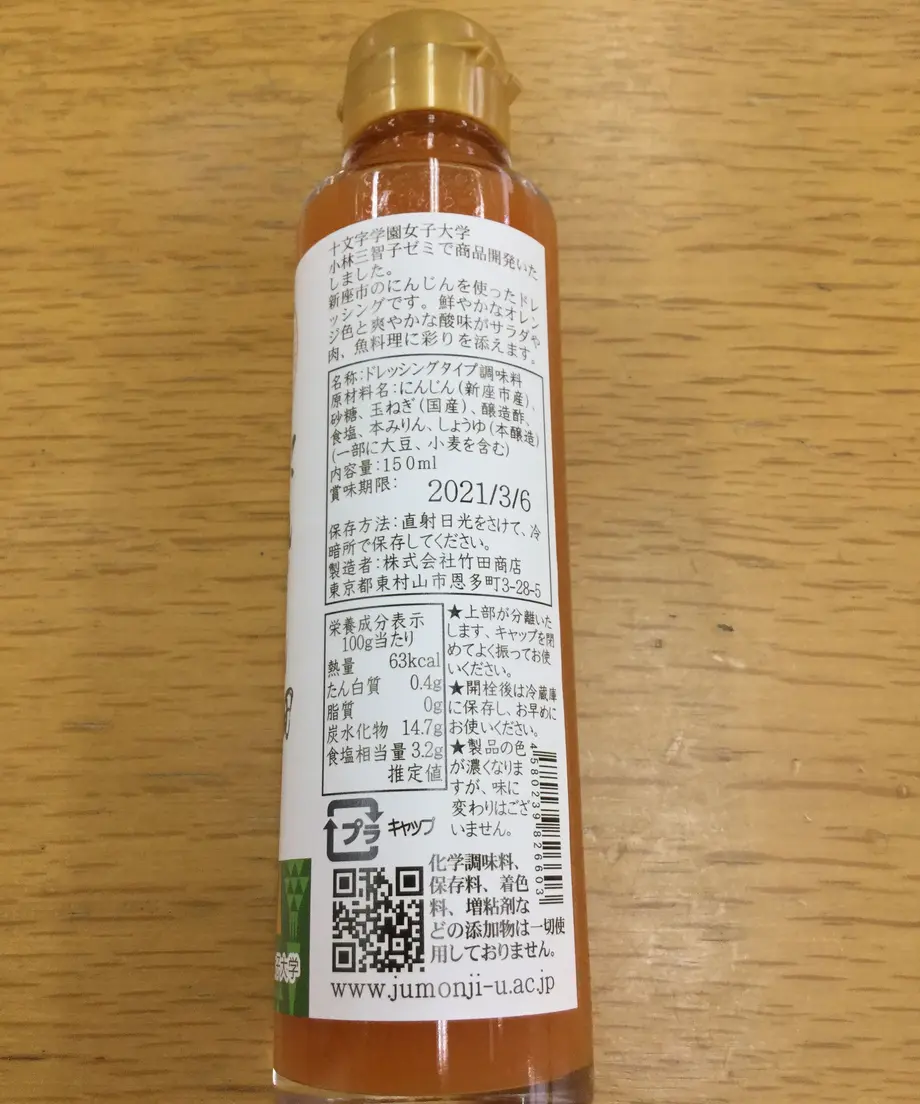 十文字学園女子大学
小林三智子ゼミで商品開発いた
しました。
新座市のにんじんを使ったドレ
ッシングです。鮮やかなオレン
ジ色と爽やかな酸味がサラダや
肉、魚料理に彩りを添えます。
名称:ドレッシングタイプ調味料
原材料名:にんじん(新座市産)、
砂糖、玉ねぎ(国産)、醸造酢、
食塩、本みりん、しょうゆ(本醸造)
(一部に大豆、小麦を含む)
内容量:150ml
賞味期限: 2021/3/6
保存方法:直射日光をさけて、冷
暗所で保存してください。
製造者:株式会社竹田商店
東京都東村山市恩多町3-28-5
栄養成分表示
100g当たり
熱量 63kcal
たん白質 0.4g
脂質 0g
炭水化物 14.7g
食塩相当量 3.2g
推定値
★上部が分離いた
します、キャップを閉
めてよく振ってお使
いください。
★開栓後は冷蔵庫
に保存し、お早めに
お使いください。
★製品の色
が濃くなりま
すが、味に
変わりはござ
いません。
4580239826603
プラ キャップ
化学調味料、
保存料、着色
料、増粘剤な
どの添加物は一切使
用しておりません。
www.jumonji-u.ac.jp
大学